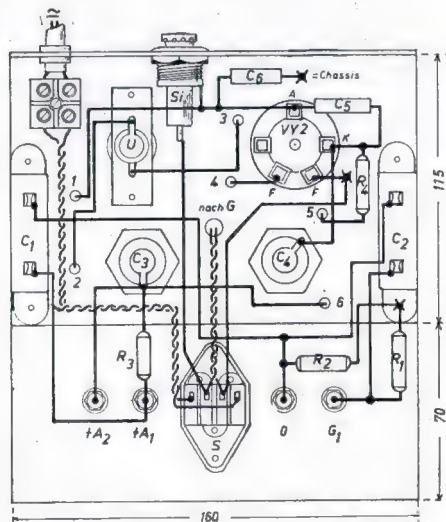 ≈
Si
C6
= Chassis
A
C5
U
3
VY2
K
4
F
F
R4
115
1
nach G
5
C1
C2
2
C3
C4
6
R3
R2
R1
+A2
+A1
S
0
G1
70
160